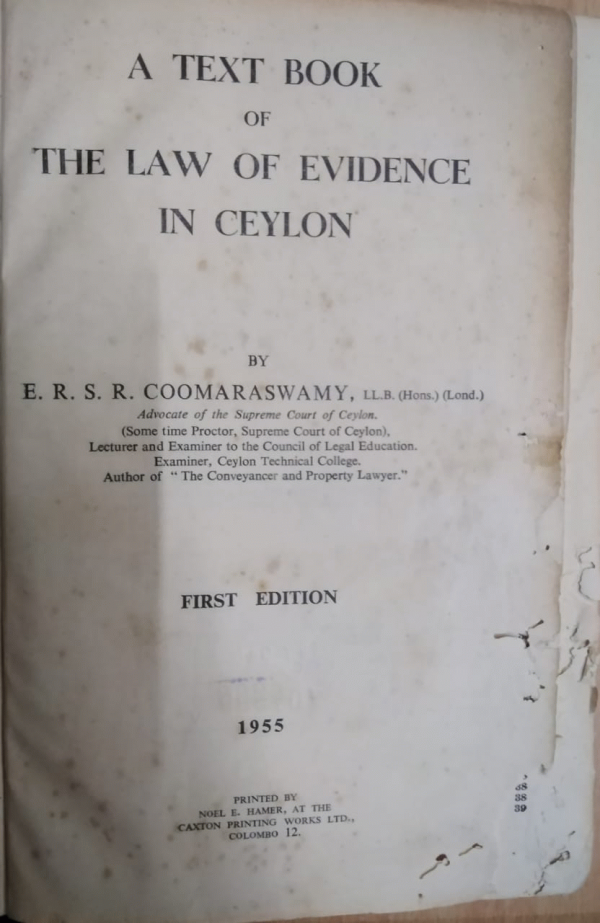 A TEXT BOOK
OF
THE LAW OF EVIDENCE
IN CEYLON
BY
E. R. S. R. COOMARASWAMY, LL.B. (Hons.) (Lond.)
Advocate of the Supreme Court of Ceylon.
(Some time Proctor, Supreme Court of Ceylon),
Lecturer and Examiner to the Council of Legal Education.
Examiner, Ceylon Technical College.
Author of “ The Conveyancer and Property Lawyer.”
FIRST EDITION
1955
PRINTED BY
NOEL E. HAMER, AT THE
CAXTON PRINTING WORKS LTD.,
COLOMBO 12.
38
39